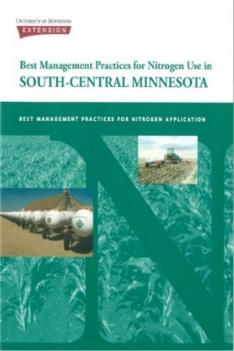 UNIVERSITY OF MINNESOTA
EXTENSION
Best Management Practices for Nitrogen Use in
SOUTH-CENTRAL MINNESOTA
BEST MANAGEMENT PRACTICES FOR NITROGEN APPLICATION
N